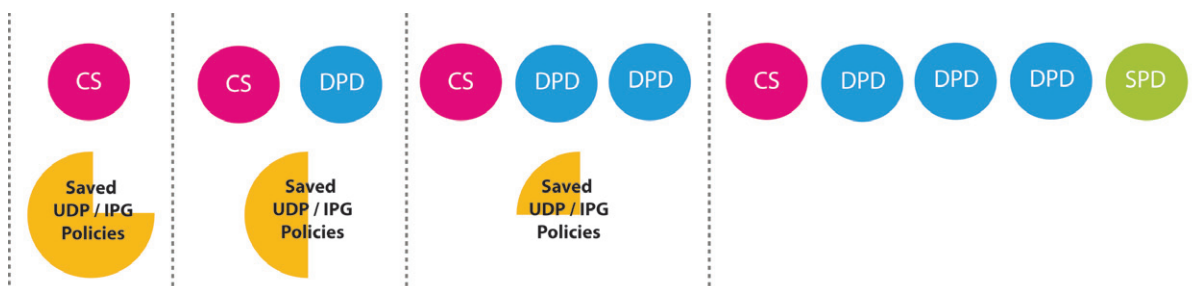 CS
CS DPD
CS DPD DPD
CS DPD DPD DPD SPD
Saved
UDP / IPG
Policies
Saved
UDP / IPG
Policies
Saved
UDP / IPG
Policies